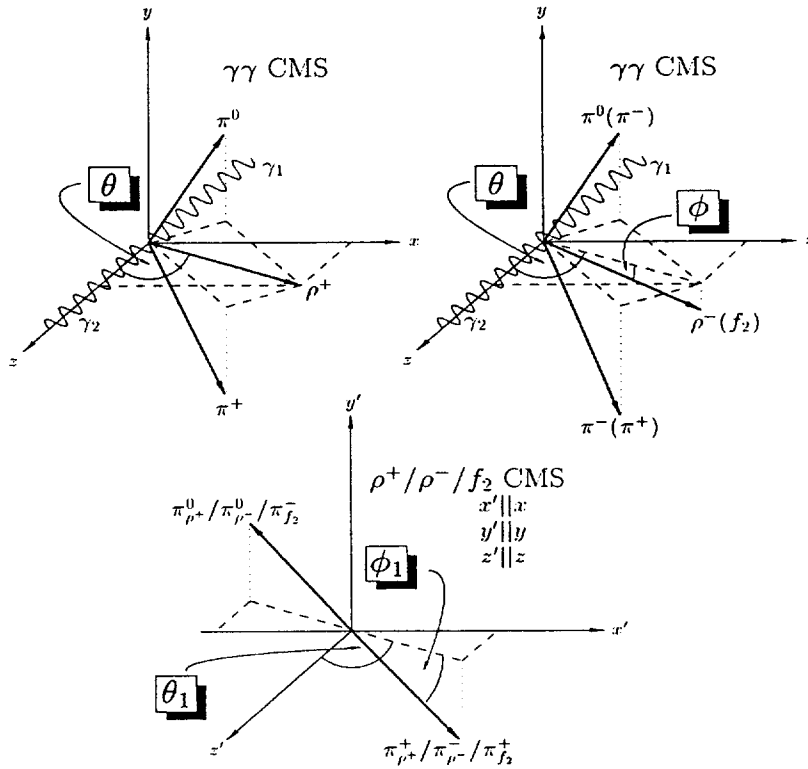 y
γγ CMS
π⁰
γ₁
θ
x
ρ⁺
γ₂
z
π⁺
y
γγ CMS
π⁰(π⁻)
γ₁
θ
ϕ
ρ⁻(f₂)
γ₂
z
π⁻(π⁺)
y′
ρ⁺/ρ⁻/f₂ CMS
x′||x
y′||y
z′||z
π⁰ρ⁺/π⁰ρ⁻/π⁻f₂
ϕ₁
x′
θ₁
z′
π⁺ρ⁺/π⁻ρ⁻/π⁺f₂